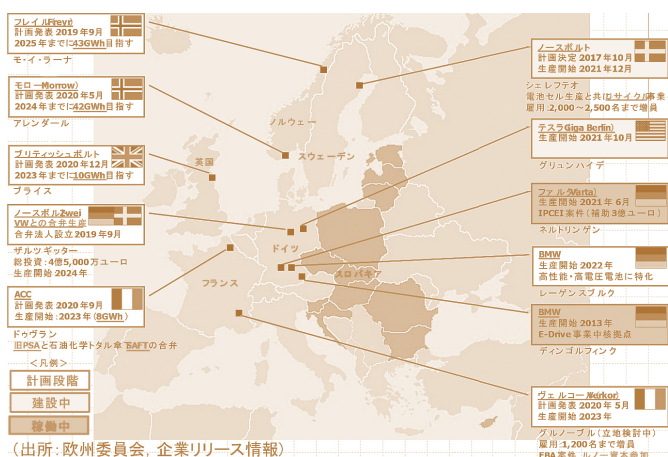 フレイル(Freyr)
計画発表 2019年9月
2025年までに43GWh目指す
モ・イ・ラーナ
モロー(Morrow)
計画発表 2020年5月
2024年までに42GWh目指す
アレンダール
ブリティッシュボルト
計画発表 2020年12月
2023年までに10GWh目指す
ブライス
ノースボルトZwei
VWとの合弁生産
合弁法人設立 2019年9月
ザルツギッター
総投資:4億5,000万ユーロ
生産開始 2024年
ACC
計画発表 2020年9月
生産開始:2023年(8GWh)
ドゥヴラン
旧PSAと石油化学トタル傘下SAFTの合弁
<凡例>
計画段階
建設中
稼働中
(出所:欧州委員会, 企業リリース情報)
ノルウェー
スウェーデン
英国
ドイツ
スロバキア
フランス
ノースボルト
計画決定 2017年10月
生産開始 2021年12月
シェレフテオ
電池セル生産と共にリサイクル事業
雇用:2,000~2,500名まで増員
テスラ(Giga Berlin)
生産開始 2021年10月
グリュンハイデ
ファルタ(Varta)
生産開始 2021年 6月
IPCEI案件(補助3億ユーロ)
ネルトリンゲン
BMW
生産開始 2022年
高性能・高電圧電池に特化
レーゲンスブルク
BMW
生産開始 2013年
E-Drive事業中核拠点
ディンゴルフィンク
ヴェルコール(Verkor)
計画発表 2020年 5月
生産開始 2023年
グルノーブル(立地検討中)
雇用:1,200名まで増員
EBA案件, ルノー資本参加